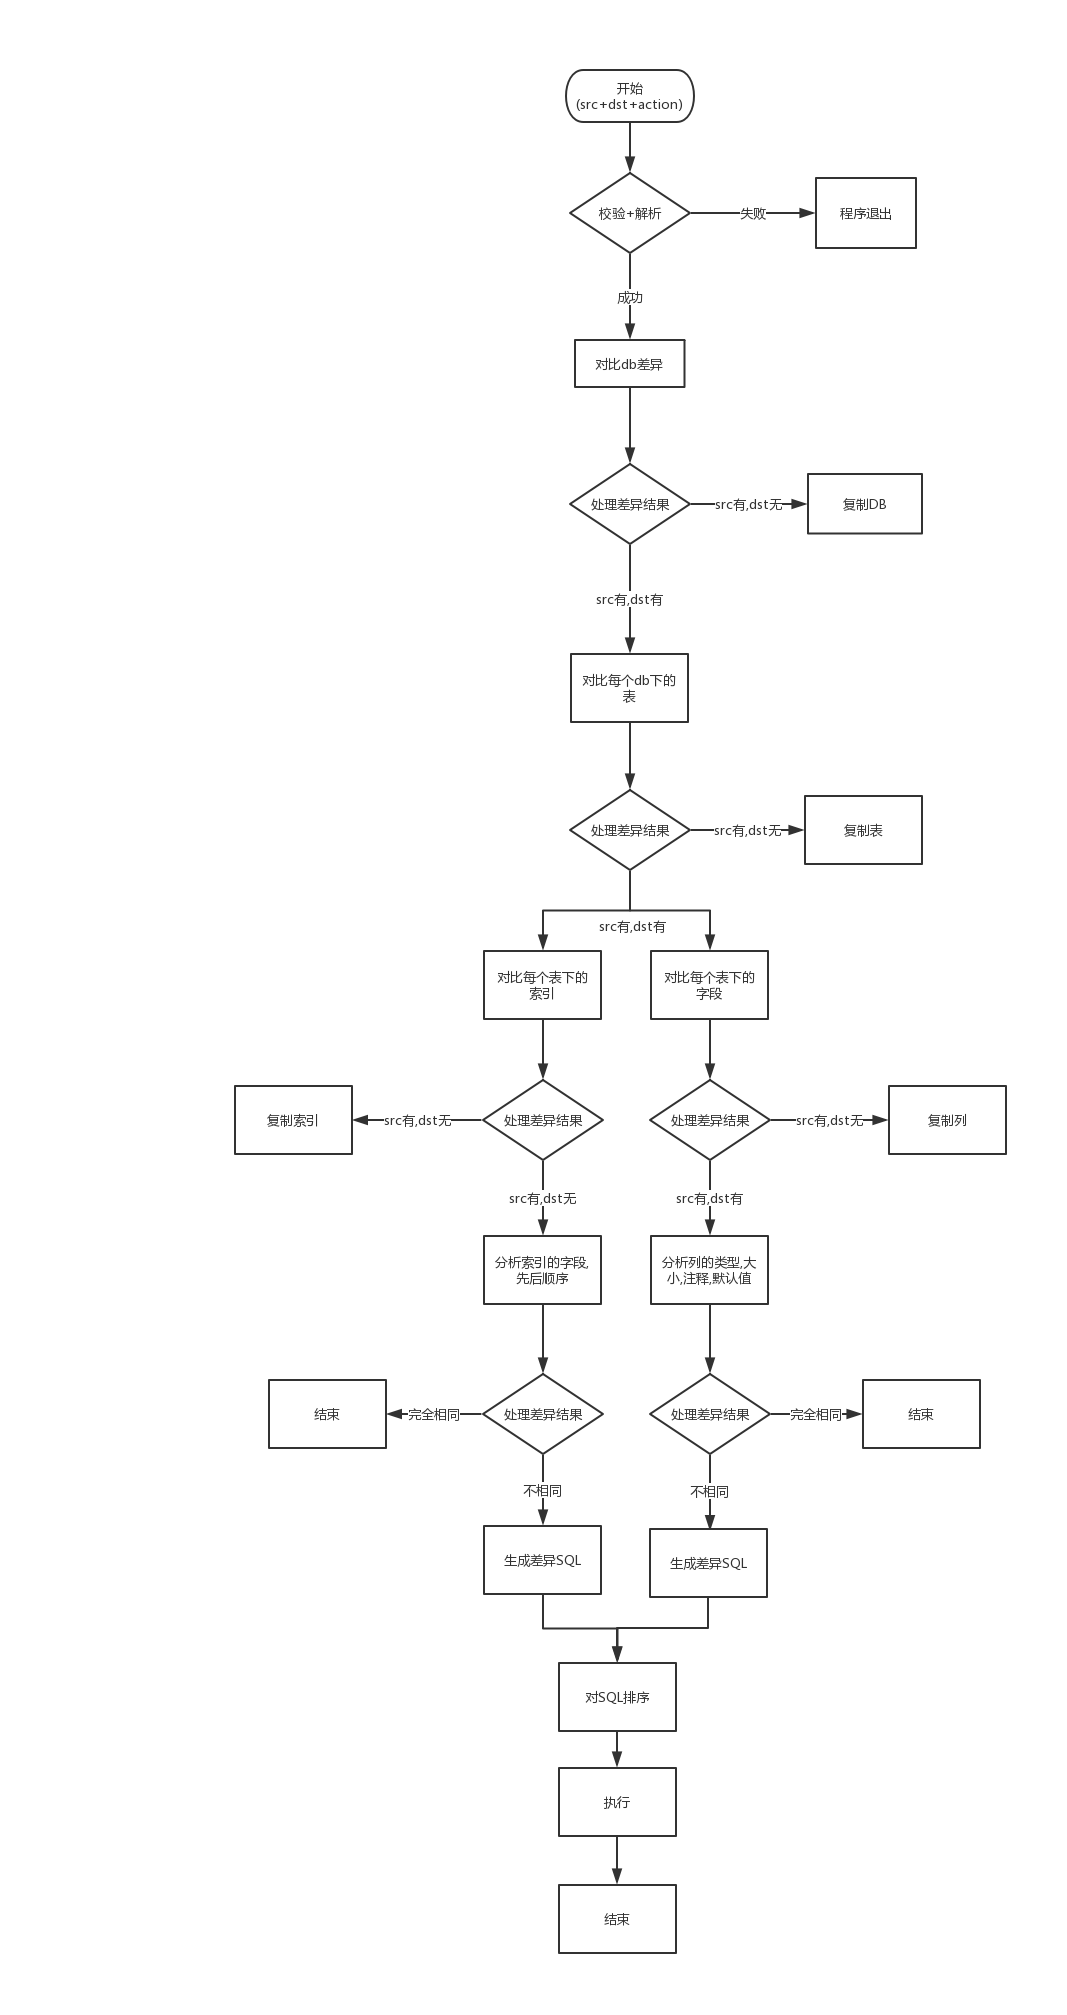 开始
(src+dst+action)
校验+解析
失败
程序退出
成功
对比db差异
处理差异结果
src有,dst无
复制DB
src有,dst有
对比每个db下的
表
处理差异结果
src有,dst无
复制表
src有,dst有
对比每个表下的
索引
对比每个表下的
字段
复制索引
src有,dst无
处理差异结果
处理差异结果
src有,dst无
复制列
src有,dst无
src有,dst有
分析索引的字段,
先后顺序
分析列的类型,大
小,注释,默认值
结束
完全相同
处理差异结果
处理差异结果
完全相同
结束
不相同
不相同
生成差异SQL
生成差异SQL
对SQL排序
执行
结束